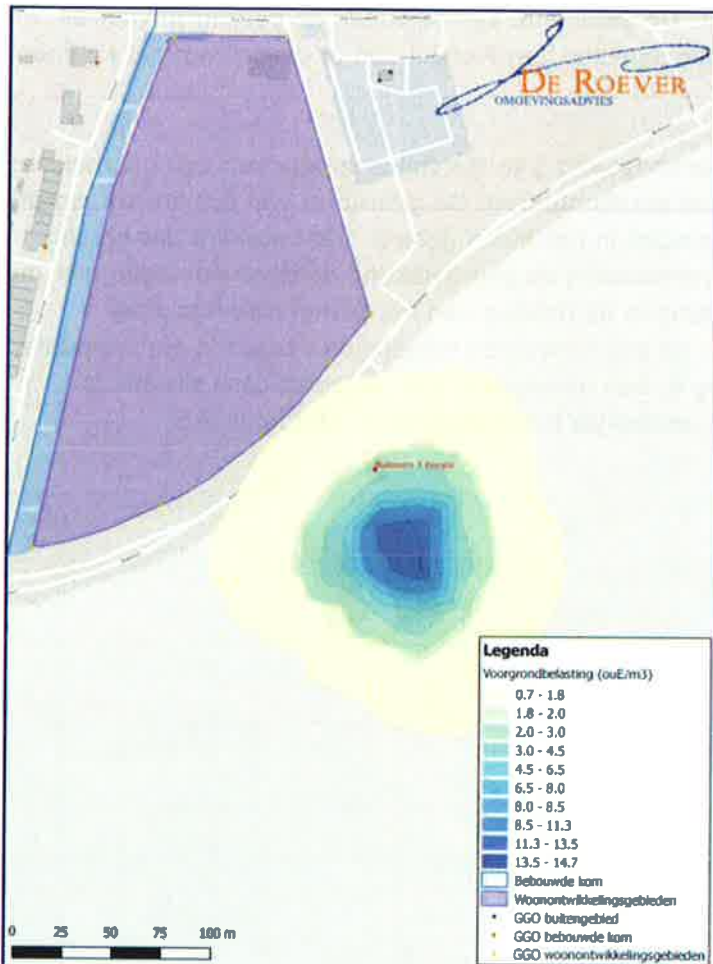 DE ROEVER
OMGEVINGSADVIES
Legenda
Voorgrondbelasting (ouE/m3)
0.7 - 1.8
1.8 - 2.0
2.0 - 3.0
3.0 - 4.5
4.5 - 6.5
6.5 - 8.0
8.0 - 8.5
8.5 - 11.3
11.3 - 13.5
13.5 - 14.7
Bebouwde kom
Woonontwikkelingsgebieden
GGO buitengebied
GGO bebouwde kom
GGO woonontwikkelingsgebieden
0 25 50 75 100 m